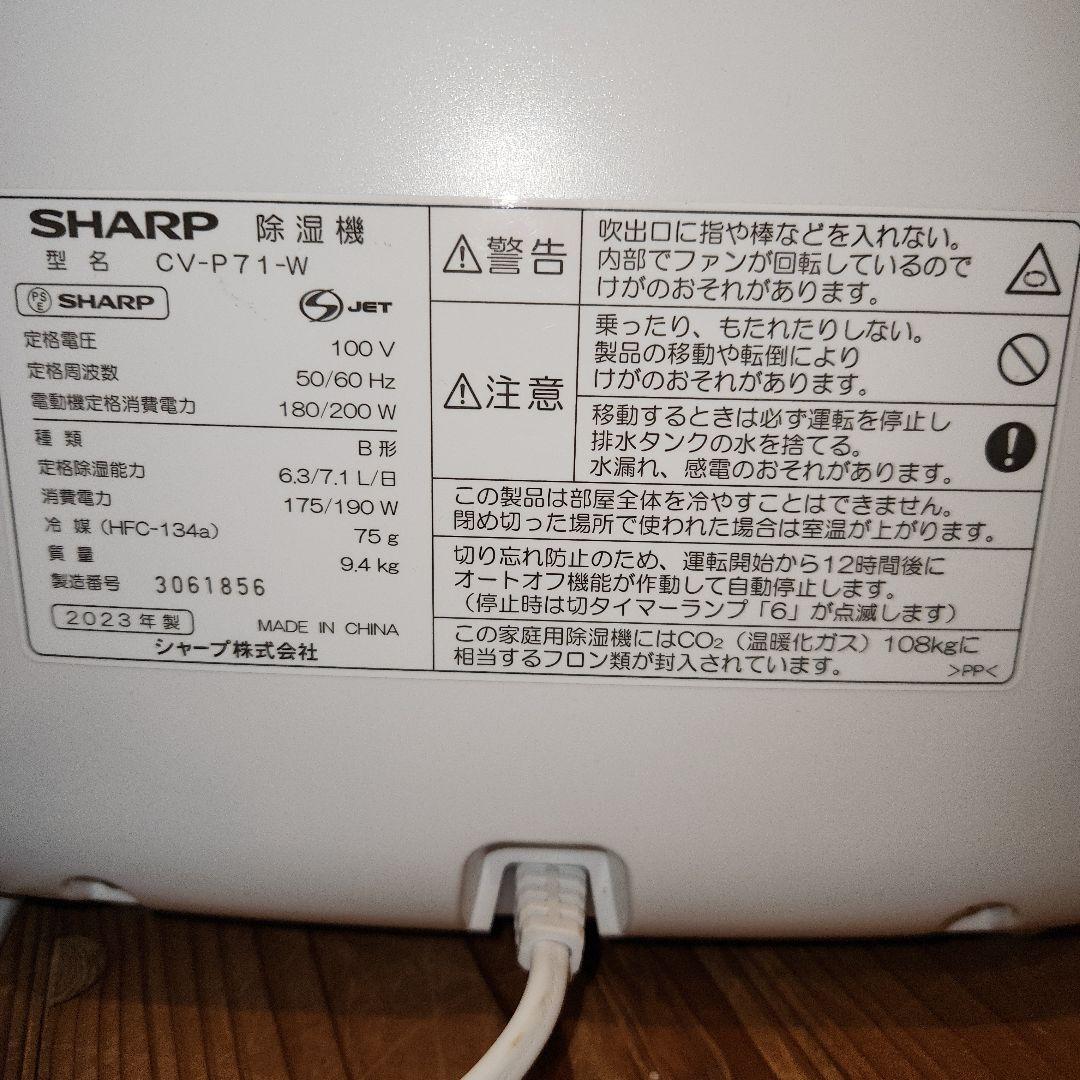 SHARP 除湿機
型名 CV-P71-W
PSE SHARP
S JET
定格電圧 100 V
定格周波数 50/60 Hz
電動機定格消費電力 180/200 W
種類 B 形
定格除湿能力 6.3/7.1 L/日
消費電力 175/190 W
冷媒(HFC-134a) 75 g
質量 9.4 kg
製造番号 3061856
2023年製 MADE IN CHINA
シャープ株式会社
⚠警告
吹出口に指や棒などを入れない。
内部でファンが回転しているので
けがのおそれがあります。
⚠注意
乗ったり、もたれたりしない。
製品の移動や転倒により
けがのおそれがあります。
移動するときは必ず運転を停止し
排水タンクの水を捨てる。
水漏れ、感電のおそれがあります。
この製品は部屋全体を冷やすことはできません。
閉め切った場所で使われた場合は室温が上がります。
切り忘れ防止のため、運転開始から12時間後に
オートオフ機能が作動して自動停止します。
(停止時は切タイマーランプ「6」が点滅します)
この家庭用除湿機にはCO₂(温暖化ガス)108kgに
相当するフロン類が封入されています。
>PP<